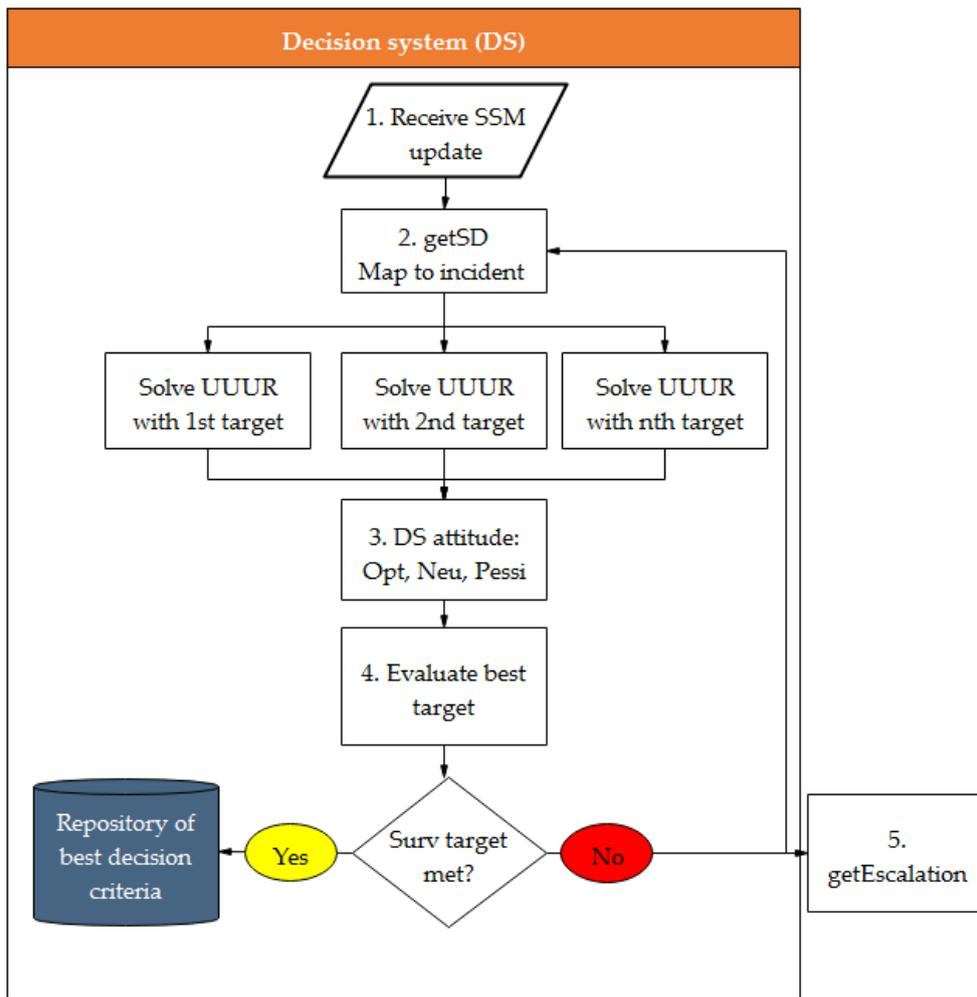 Decision system (DS)
1. Receive SSM
update
2. getSD
Map to incident
Solve UUUR
with 1st target
Solve UUUR
with 2nd target
Solve UUUR
with nth target
3. DS attitude:
Opt, Neu, Pessi
4. Evaluate best
target
Repository of
best decision
criteria
Yes
Surv target
met?
No
5.
getEscalation